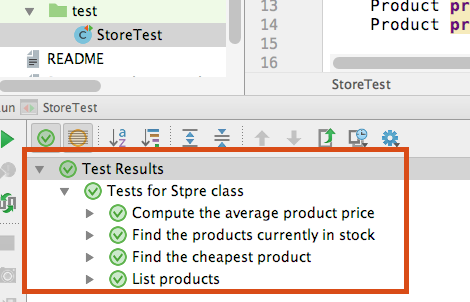 test
StoreTest
README
13
Product pr
14
Product pr
15
16
StoreTest
un
StoreTest
Test Results
Tests for Stpre class
Compute the average product price
Find the products currently in stock
Find the cheapest product
List products